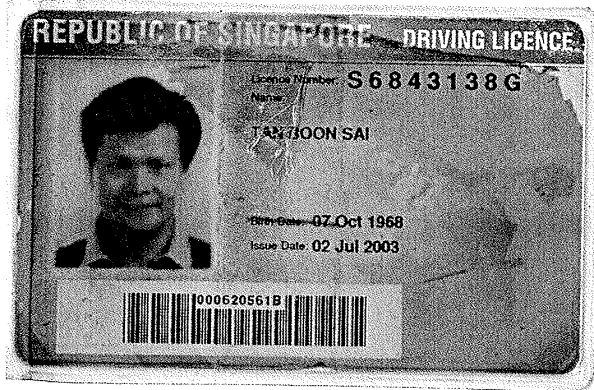 REPUBLIC OF SINGAPORE DRIVING LICENCE
Licence Number: S6843138G
Name:
TAN BOON SAI
Birth Date: 07 Oct 1968
Issue Date: 02 Jul 2003
000620561B